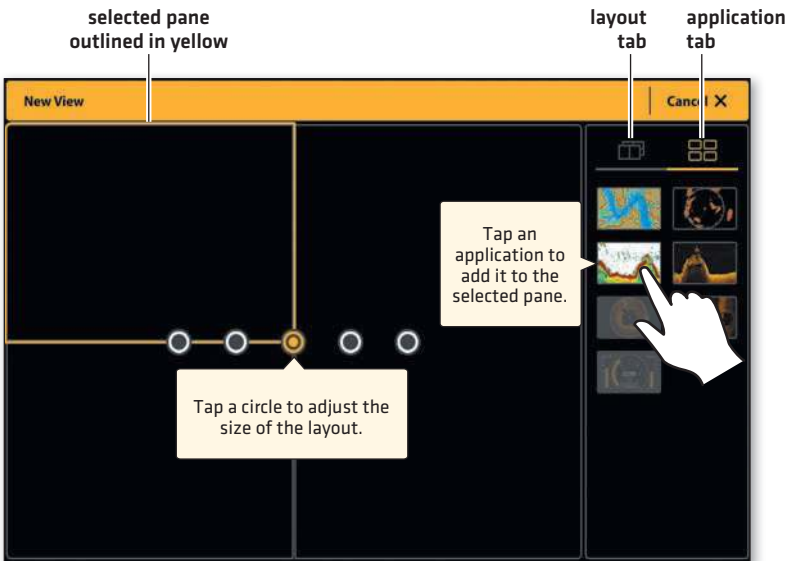 selected pane
outlined in yellow
layout
tab
application
tab
New View
Cancel X
Tap an
application to
add it to the
selected pane.
Tap a circle to adjust the
size of the layout.